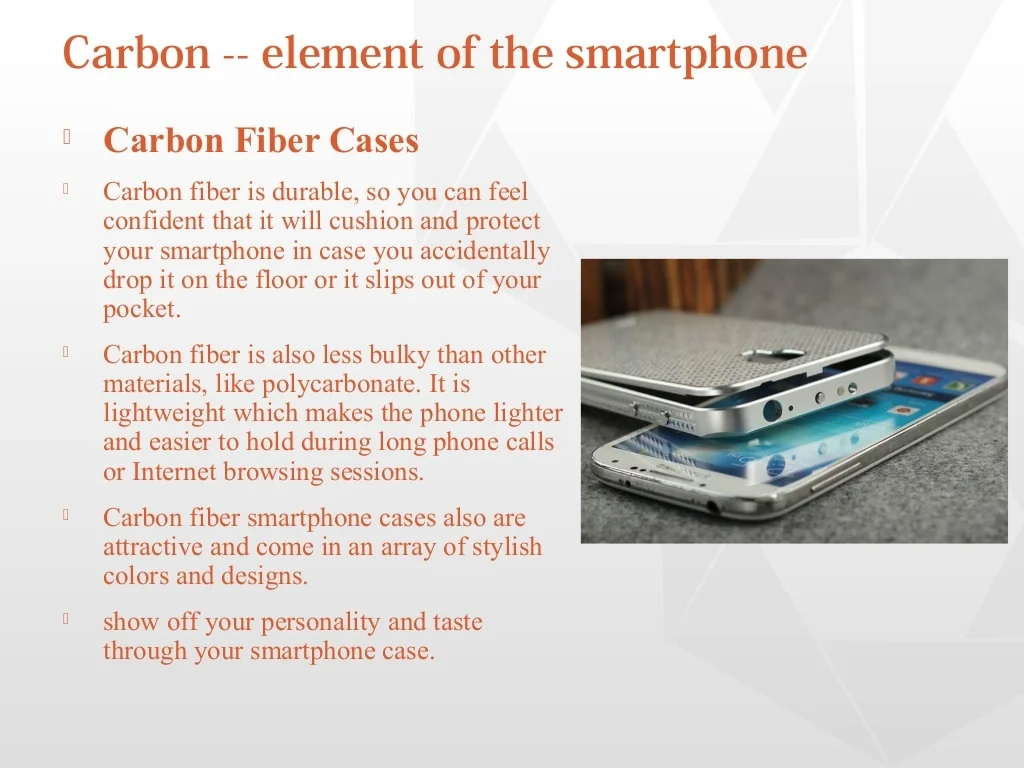 Carbon -- element of the smartphone
Carbon Fiber Cases
Carbon fiber is durable, so you can feel
confident that it will cushion and protect
your smartphone in case you accidentally
drop it on the floor or it slips out of your
pocket.
Carbon fiber is also less bulky than other
materials, like polycarbonate. It is
lightweight which makes the phone lighter
and easier to hold during long phone calls
or Internet browsing sessions.
Carbon fiber smartphone cases also are
attractive and come in an array of stylish
colors and designs.
show off your personality and taste
through your smartphone case.